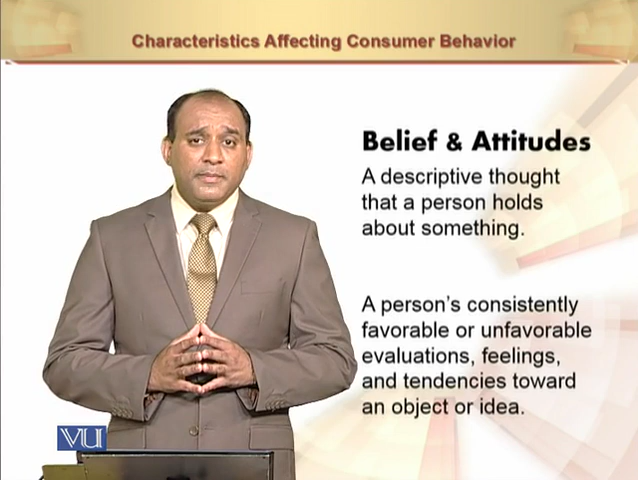 Characteristics Affecting Consumer Behavior
Belief & Attitudes
A descriptive thought
that a person holds
about something.
A person's consistently
favorable or unfavorable
evaluations, feelings,
and tendencies toward
an object or idea.
VU